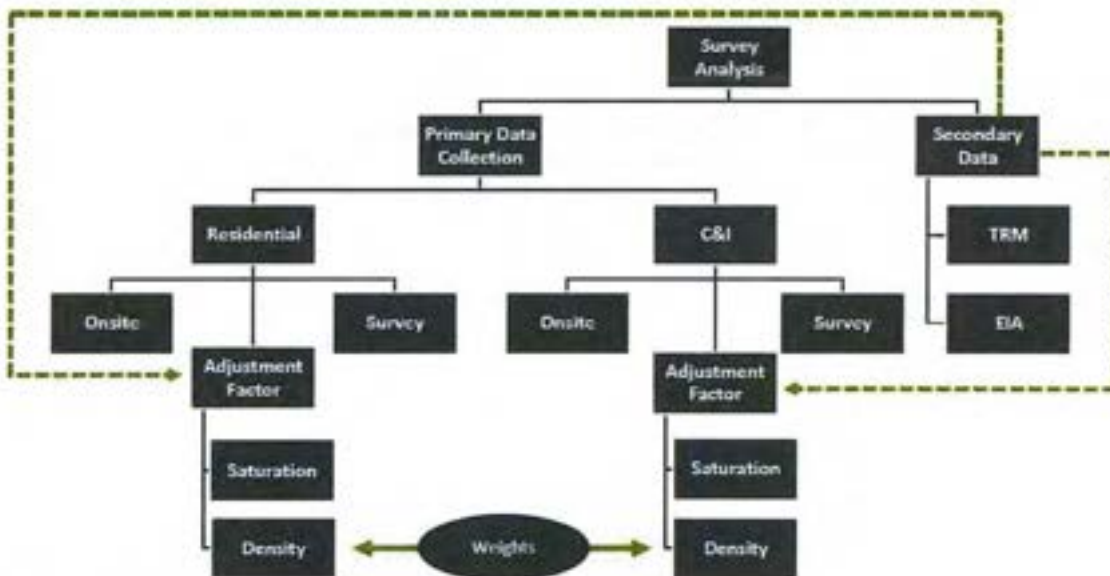 Survey
Analysis
Primary Data
Collection
Secondary
Data
Residential
C&I
TRM
Onsite
Survey
Onsite
Survey
EIA
Adjustment
Factor
Adjustment
Factor
Saturation
Saturation
Density
Weights
Density